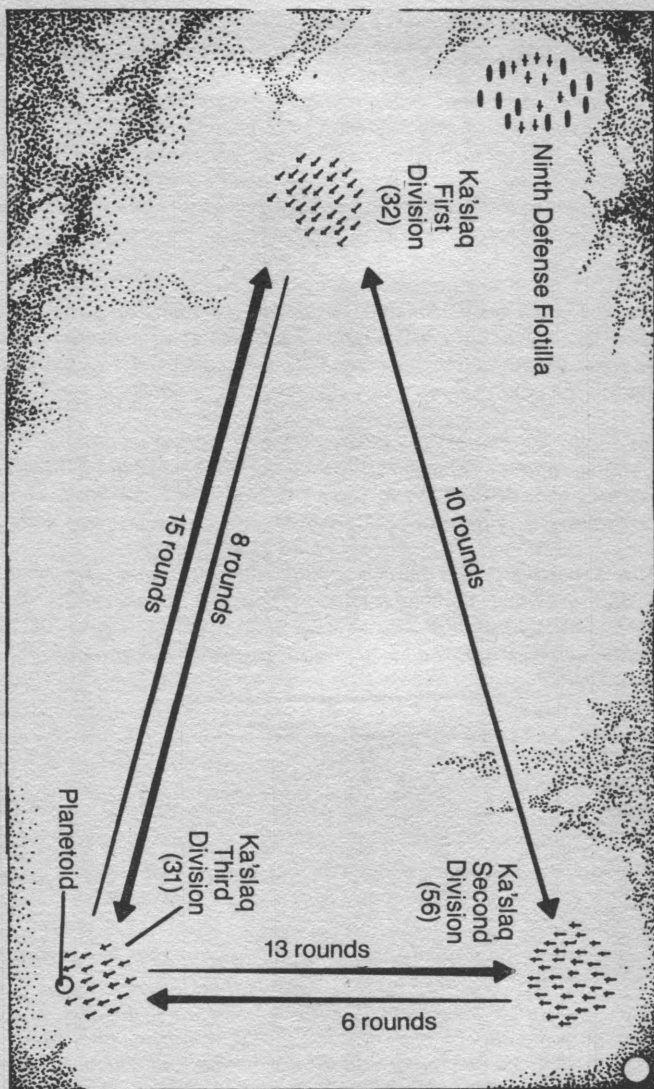 Ninth Defense Flotilla
Ka'slaq
First
Division
(32)
10 rounds
15 rounds
8 rounds
Ka'slaq
Second
Division
(56)
Ka'slaq
Third
Division
(31)
Planetoid
13 rounds
6 rounds